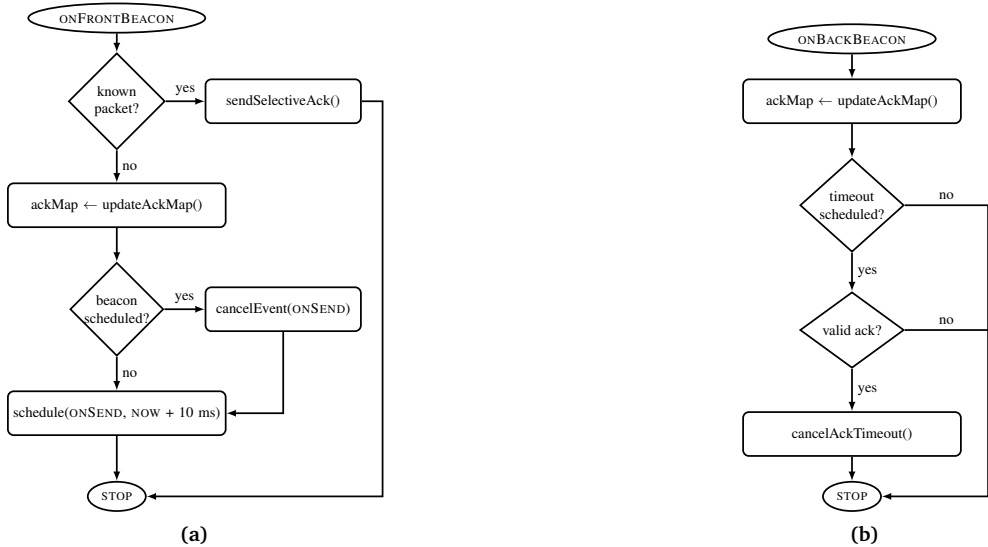 ONFRONTBEACON
known
packet?
yes
sendSelectiveAck()
no
ackMap ← updateAckMap()
beacon
scheduled?
yes
cancelEvent(ONSEND)
no
schedule(ONSEND, NOW + 10 ms)
STOP
(a)
ONBACKBEACON
ackMap ← updateAckMap()
timeout
scheduled?
no
yes
valid ack?
no
yes
cancelAckTimeout()
STOP
(b)